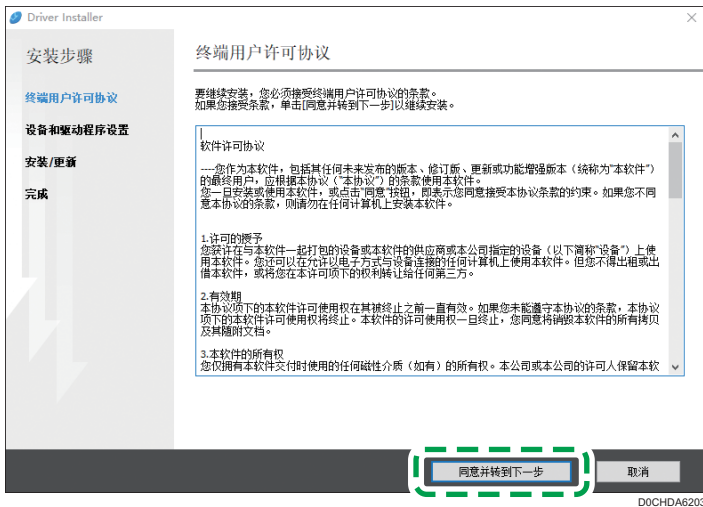 Driver Installer
安装步骤
终端用户许可协议
设备和驱动程序设置
安装/更新
完成
终端用户许可协议
要继续安装，您必须接受终端用户许可协议的条款。
如果您接受条款，单击[同意并转到下一步]以继续安装。
软件许可协议
----您作为本软件，包括其任何未来发布的版本、修订版、更新或功能增强版本（统称为"本软件"）
的最终用户，应根据本协议（"本协议"）的条款使用本软件。
您一旦安装或使用本软件，或点击"同意"按钮，即表示您同意接受本协议条款的约束。如果您不同
意本协议的条款，则请勿在任何计算机上安装本软件。
1.许可的授予
您获许在与本软件一起打包的设备或本软件的供应商或本公司指定的设备（以下简称"设备"）上使
用本软件。您还可以在允许以电子方式与设备连接的任何计算机上使用本软件。但您不得出租或出
借本软件，或将您在本许可项下的权利转让给任何第三方。
2.有效期
本协议项下的本软件许可使用权在其被终止之前一直有效。如果您未能遵守本协议的条款，本协议
项下的本软件许可使用权将终止。本软件的许可使用权一旦终止，您同意将销毁本软件的所有拷贝
及其随附文档。
3.本软件的所有权
您仅拥有本软件交付时使用的任何磁性介质（如有）的所有权。本公司或本公司的许可人保留本软
同意并转到下一步
取消
D0CHDA6203